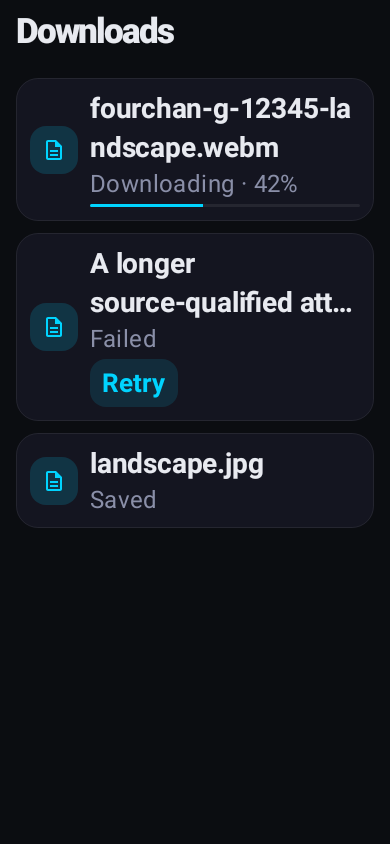 Downloads
fourchan-g-12345-la
ndscape.webm
Downloading · 42%
A longer
source-qualified att…
Failed
Retry
landscape.jpg
Saved